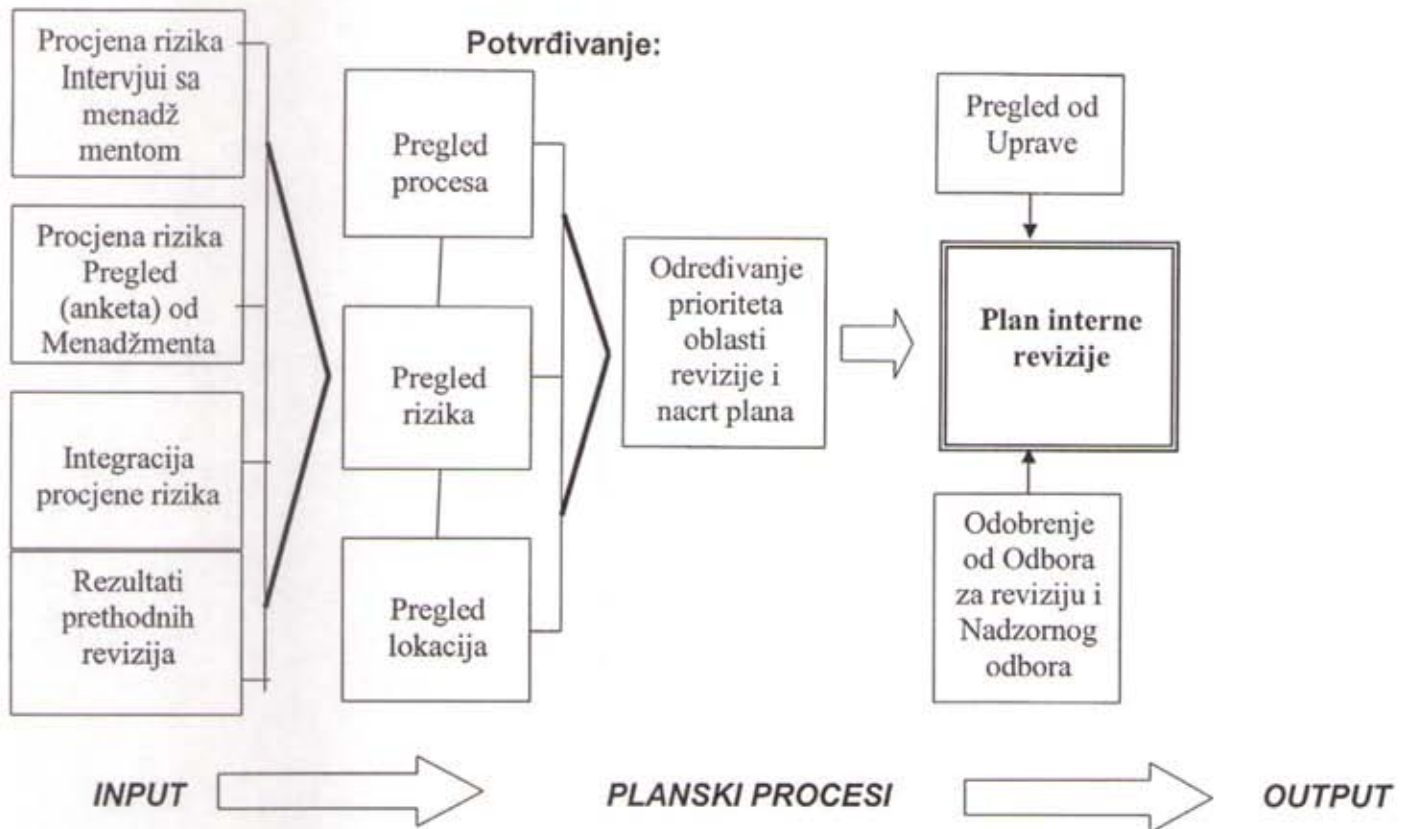 Procjena rizika
Intervjui sa
menadž
mentom
Procjena rizika
Pregled
(anketa) od
Menadžmenta
Integracija
procjene rizika
Rezultati
prethodnih
revizija
Potvrđivanje:
Pregled
procesa
Pregled
rizika
Pregled
lokacija
Određivanje
prioriteta
oblasti
revizije i
nacrt plana
Pregled od
Uprave
Plan interne
revizije
Odobrenje
od Odbora
za reviziju i
Nadzornog
odbora
INPUT
PLANSKI PROCESI
OUTPUT